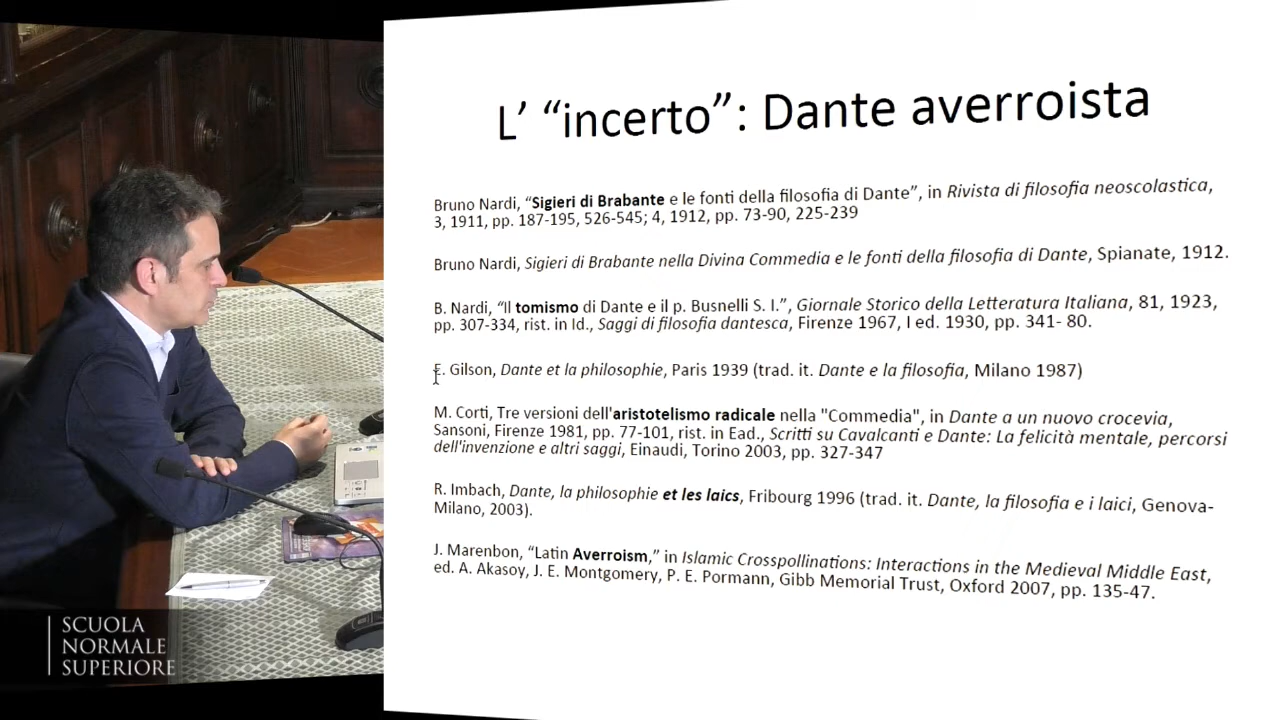 L’ “incerto”: Dante averroista
Bruno Nardi, “Sigieri di Brabante e le fonti della filosofia di Dante”, in Rivista di filosofia neoscolastica,
3, 1911, pp. 187-195, 526-545; 4, 1912, pp. 73-90, 225-239
Bruno Nardi, Sigieri di Brabante nella Divina Commedia e le fonti della filosofia di Dante, Spianate, 1912.
B. Nardi, “Il tomismo di Dante e il p. Busnelli S. I.”, Giornale Storico della Letteratura Italiana, 81, 1923,
pp. 307-334, rist. in Id., Saggi di filosofia dantesca, Firenze 1967, I ed. 1930, pp. 341- 80.
E. Gilson, Dante et la philosophie, Paris 1939 (trad. it. Dante e la filosofia, Milano 1987)
M. Corti, Tre versioni dell'aristotelismo radicale nella "Commedia", in Dante a un nuovo crocevia,
Sansoni, Firenze 1981, pp. 77-101, rist. in Ead., Scritti su Cavalcanti e Dante: La felicità mentale, percorsi
dell'invenzione e altri saggi, Einaudi, Torino 2003, pp. 327-347
R. Imbach, Dante, la philosophie et les laics, Fribourg 1996 (trad. it. Dante, la filosofia e i laici, Genova-
Milano, 2003).
J. Marenbon, “Latin Averroism,” in Islamic Crosspollinations: Interactions in the Medieval Middle East,
ed. A. Akasoy, J. E. Montgomery, P. E. Pormann, Gibb Memorial Trust, Oxford 2007, pp. 135-47.
SCUOLA
NORMALE
SUPERIORE